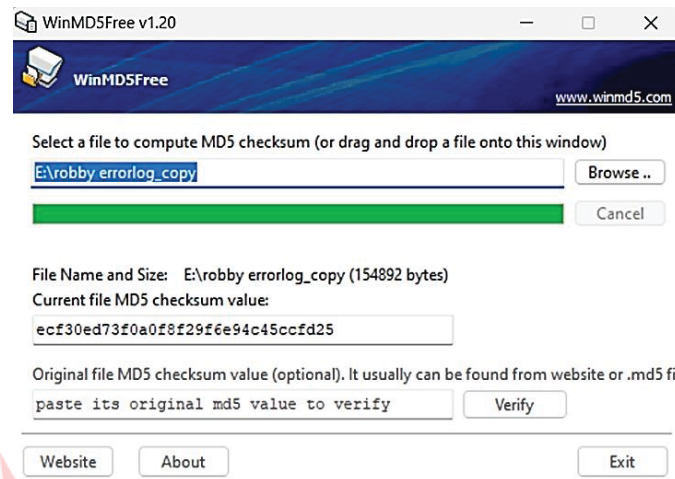 WinMD5Free v1.20
WinMD5Free
www.winmd5.com
Select a file to compute MD5 checksum (or drag and drop a file onto this window)
E:\robby errorlog_copy
Browse ..
Cancel
File Name and Size: E:\robby errorlog_copy (154892 bytes)
Current file MD5 checksum value:
ecf30ed73f0a0f8f29f6e94c45ccfd25
Original file MD5 checksum value (optional). It usually can be found from website or .md5 fi
paste its original md5 value to verify
Verify
Website
About
Exit